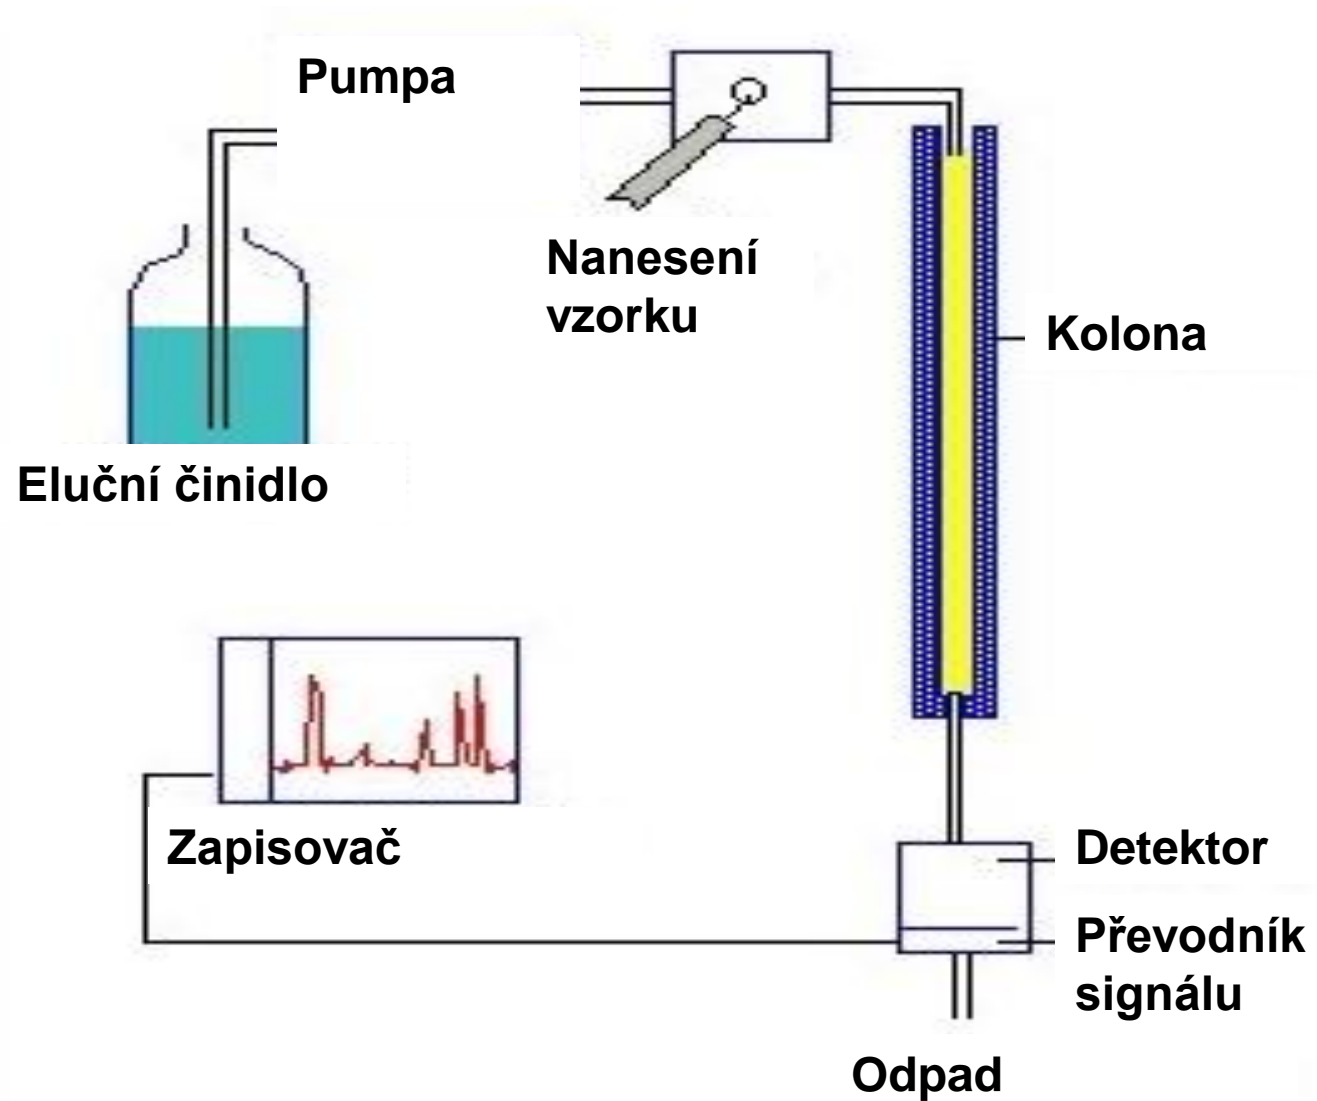 Pumpa
Nanesení
vzorku
Kolona
Eluční činidlo
Zapisovač
Detektor
Převodník
signálu
Odpad